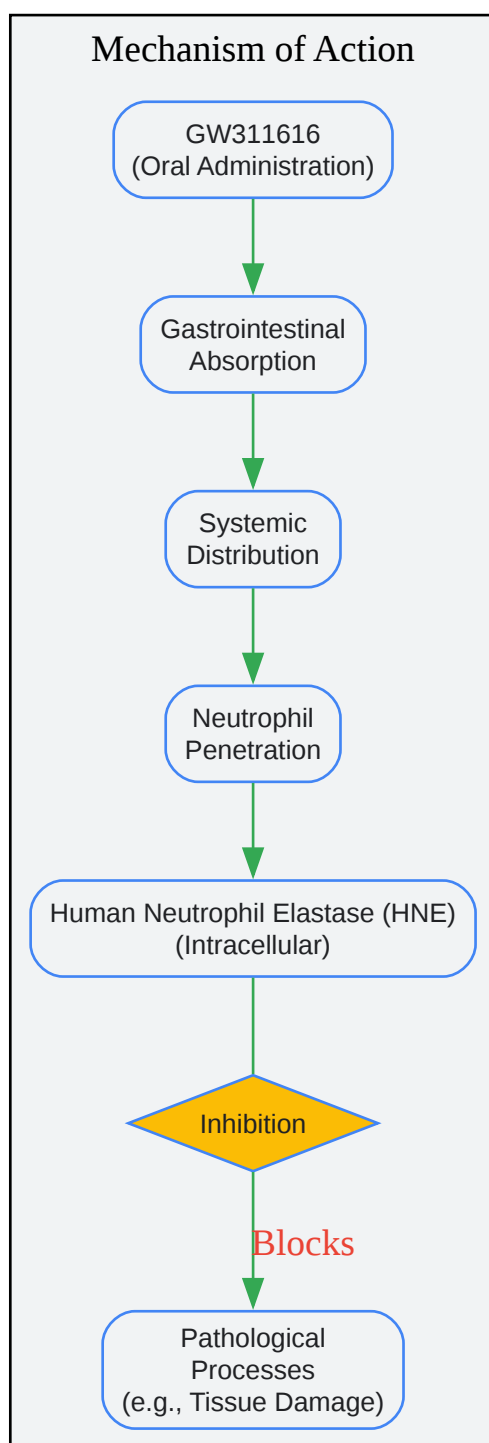 Mechanism of Action
GW311616
(Oral Administration)
Gastrointestinal
Absorption
Systemic
Distribution
Neutrophil
Penetration
Human Neutrophil Elastase (HNE)
(Intracellular)
Inhibition
Blocks
Pathological
Processes
(e.g., Tissue Damage)